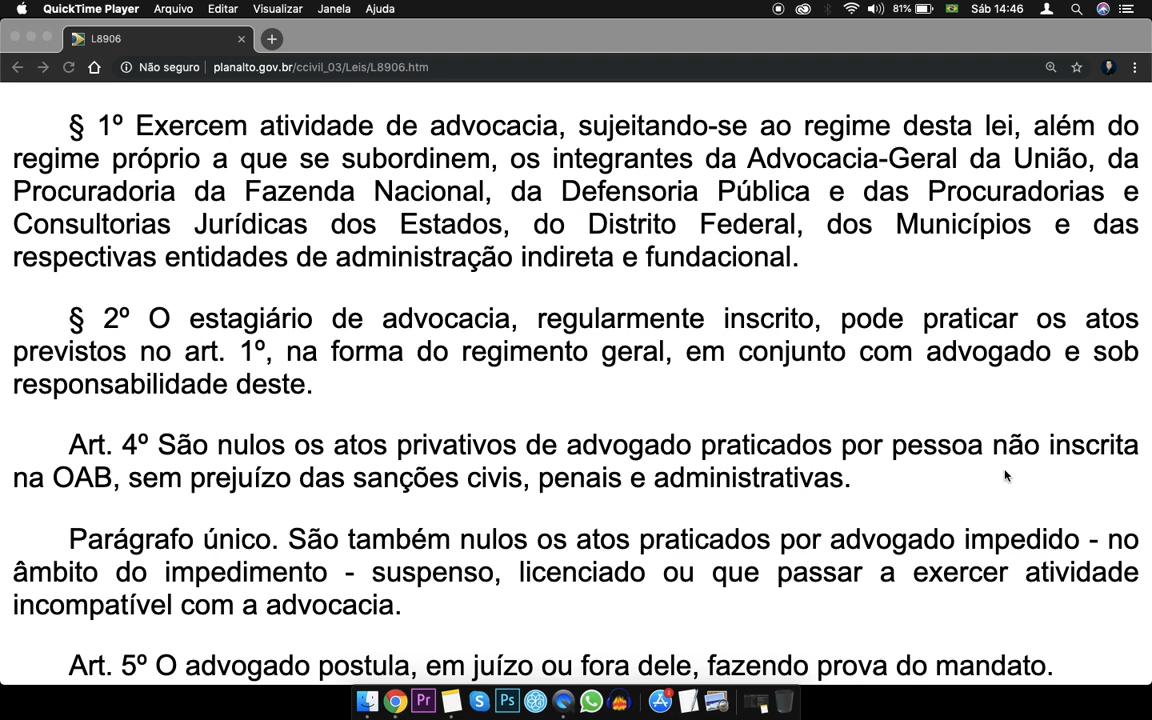 QuickTime Player Arquivo Editar Visualizar Janela Ajuda 81% Sáb 14:46
L8906
Não seguro planalto.gov.br/ccivil_03/Leis/L8906.htm
§ 1º Exercem atividade de advocacia, sujeitando-se ao regime desta lei, além do
regime próprio a que se subordinem, os integrantes da Advocacia-Geral da União, da
Procuradoria da Fazenda Nacional, da Defensoria Pública e das Procuradorias e
Consultorias Jurídicas dos Estados, do Distrito Federal, dos Municípios e das
respectivas entidades de administração indireta e fundacional.
§ 2º O estagiário de advocacia, regularmente inscrito, pode praticar os atos
previstos no art. 1º, na forma do regimento geral, em conjunto com advogado e sob
responsabilidade deste.
Art. 4º São nulos os atos privativos de advogado praticados por pessoa não inscrita
na OAB, sem prejuízo das sanções civis, penais e administrativas.
Parágrafo único. São também nulos os atos praticados por advogado impedido - no
âmbito do impedimento - suspenso, licenciado ou que passar a exercer atividade
incompatível com a advocacia.
Art. 5º O advogado postula, em juízo ou fora dele, fazendo prova do mandato.
Pr Ps